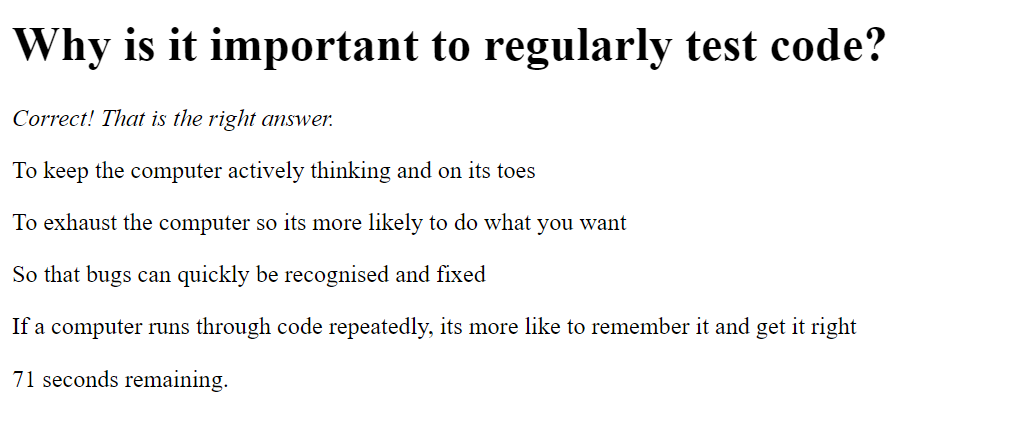 Why is it important to regularly test code?
Correct! That is the right answer.
To keep the computer actively thinking and on its toes
To exhaust the computer so its more likely to do what you want
So that bugs can quickly be recognised and fixed
If a computer runs through code repeatedly, its more like to remember it and get it right
71 seconds remaining.